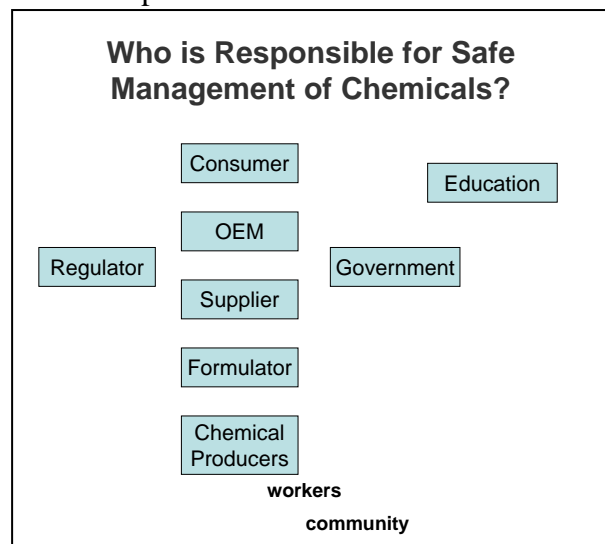 Who is Responsible for Safe
Management of Chemicals?
Consumer
Education
OEM
Regulator
Government
Supplier
Formulator
Chemical
Producers
workers
community